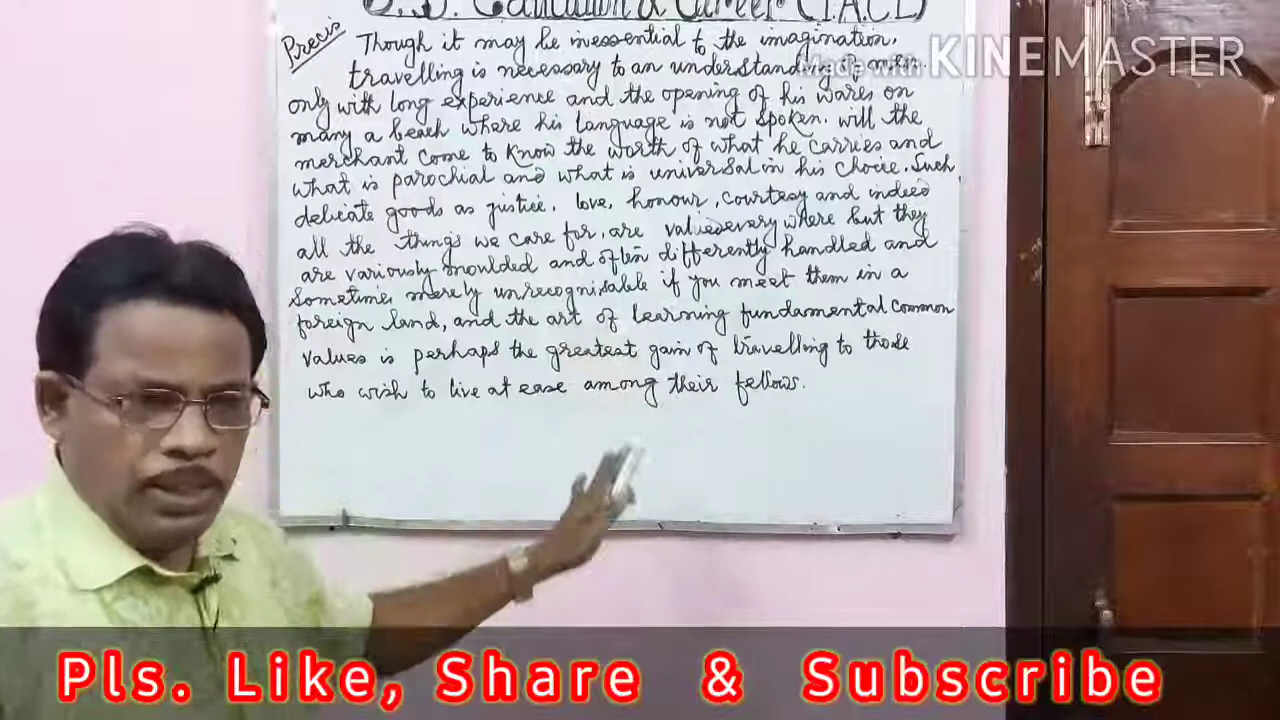 Education & Career (I.A.C.E)
Precis
Though it may be inessential to the imagination,
travelling is necessary to an understanding of men.
only with long experience and the opening of his wares on
many a beach where his language is not spoken. will the
merchant come to know the worth of what he carries and
what is parochial and what is universal in his choice. Such
delicate goods as justice, love, honour, courtesy and indeed
all the things we care for, are valued every where but they
are variously moulded and often differently handled and
Sometimes merely unrecognisable if you meet them in a
foreign land, and the art of learning fundamental common
values is perhaps the greatest gain of travelling to those
who wish to live at ease among their fellows.
Made with KINEMASTER
Pls. Like, Share & Subscribe